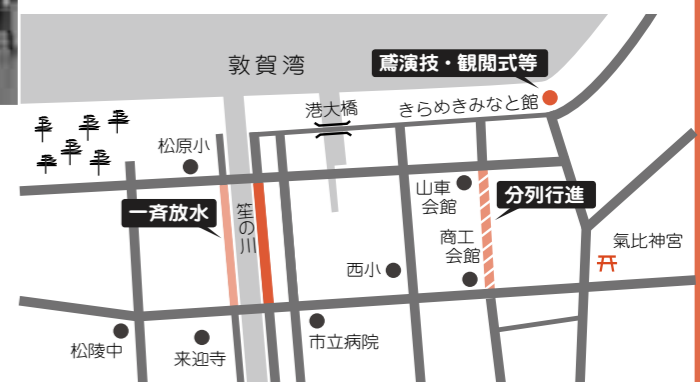 敦賀湾
鳶演技・観閲式等
港大橋
きらめきみなと館
松原小
一斉放水
笙の川
山車
会館
分列行進
商工
会館
氣比神宮
西小
松陵中
来迎寺
市立病院